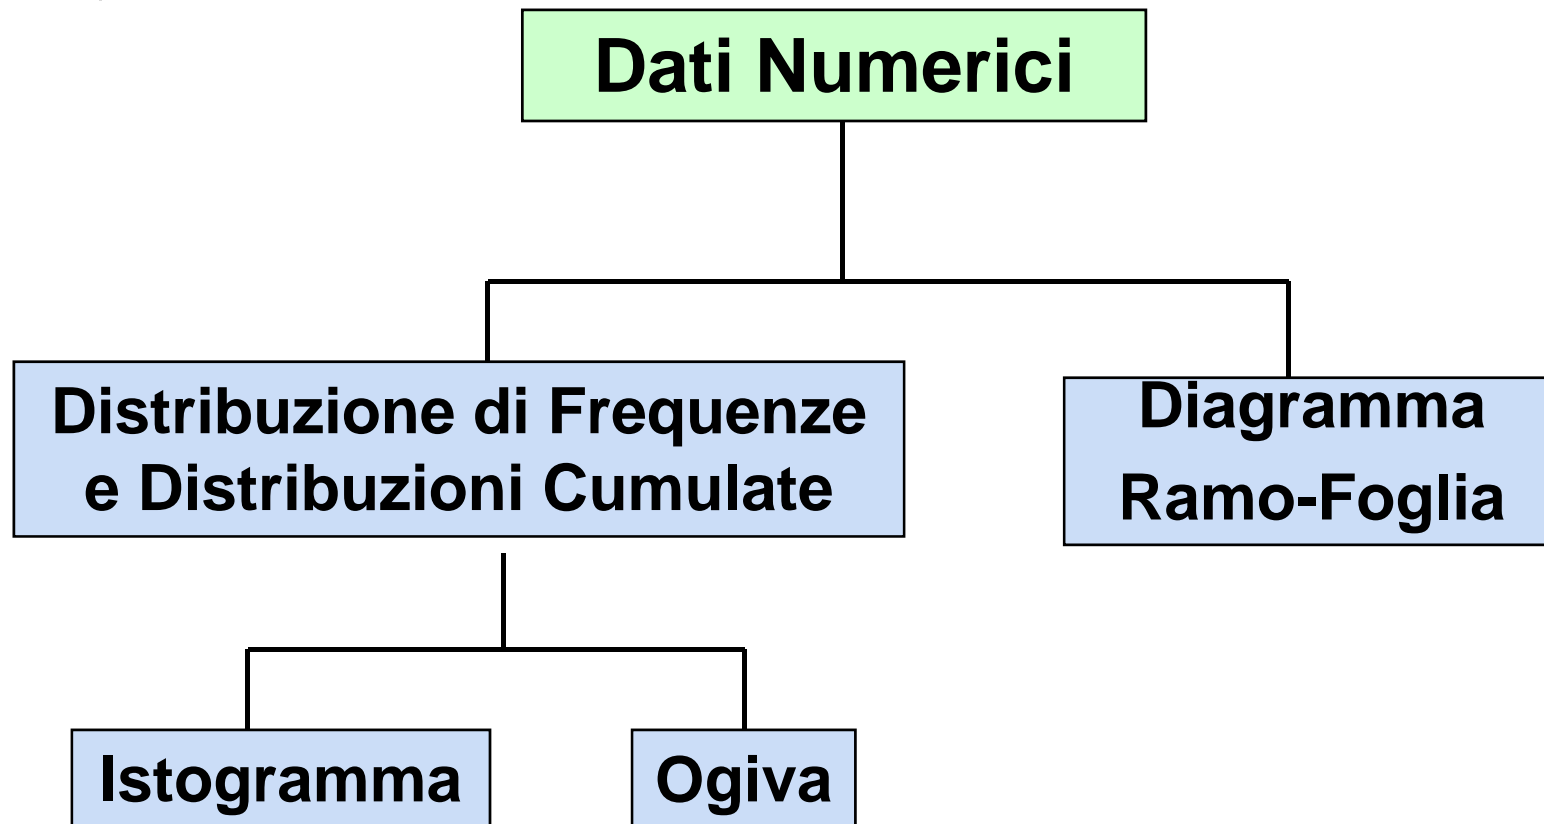 Dati Numerici
Distribuzione di Frequenze
e Distribuzioni Cumulate
Diagramma
Ramo-Foglia
Istogramma
Ogiva